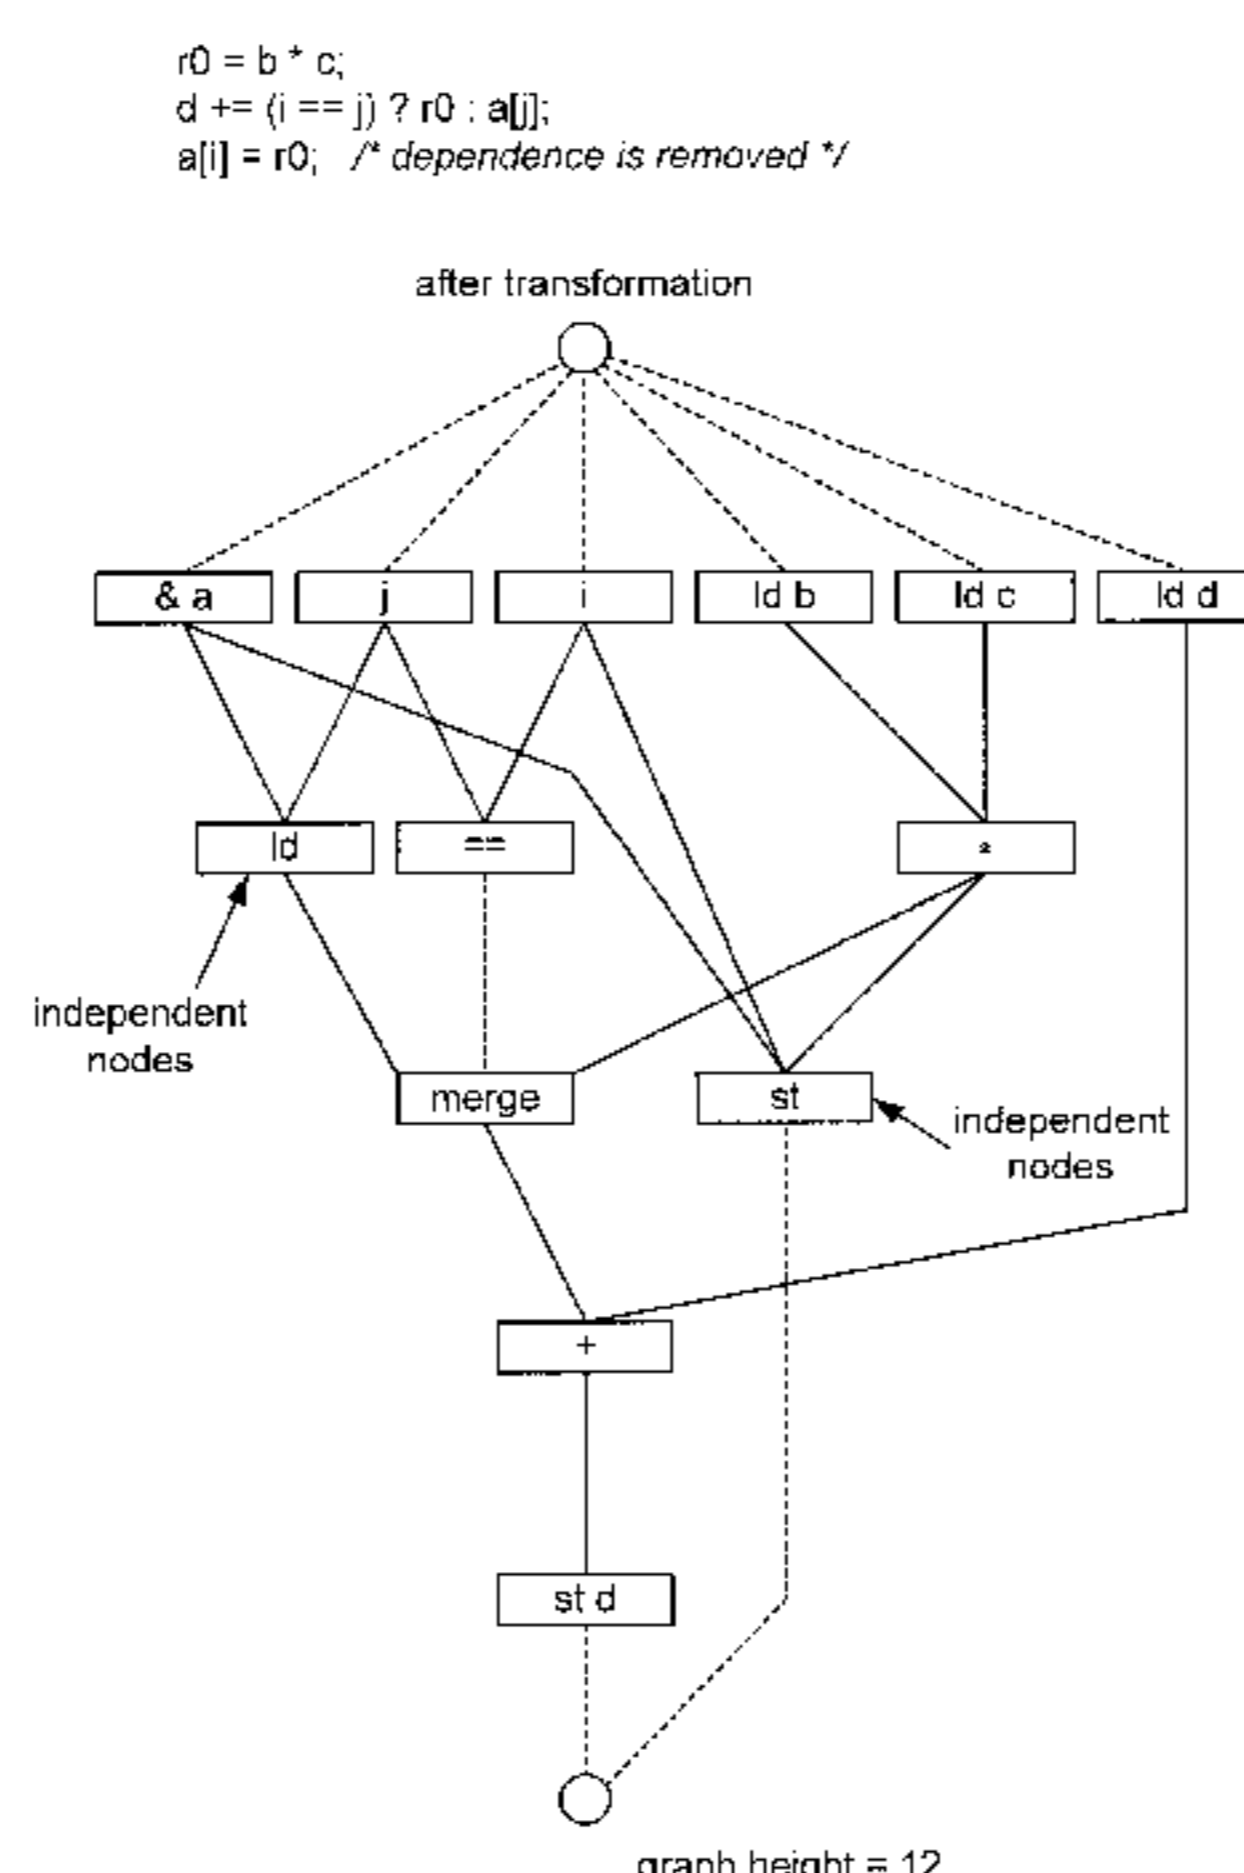 r0 = b * c;
d += (i == j) ? r0 : a[j];
a[i] = r0; /* dependence is removed */
after transformation
& a
j
i
ld b
ld c
ld d
ld
==
*
independent
nodes
merge
st
independent
nodes
+
st d
graph height = 12